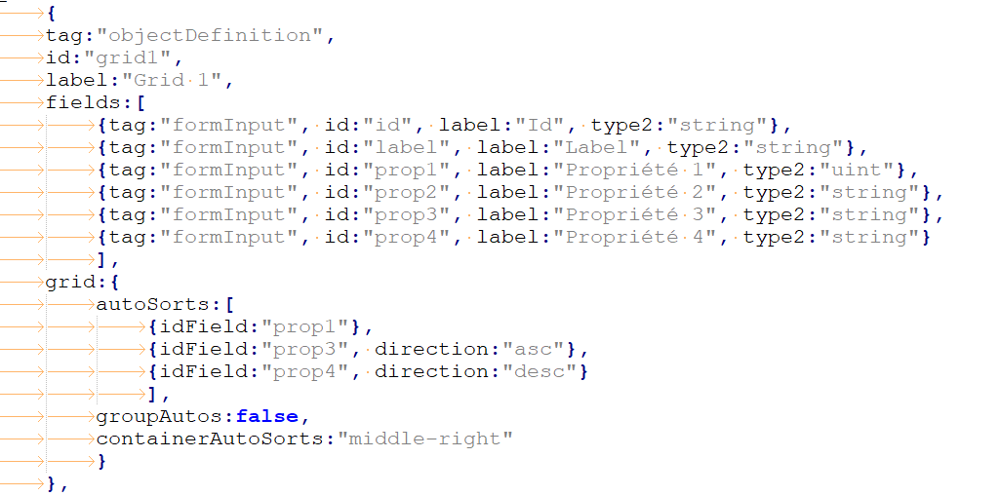 {
tag:"objectDefinition",
id:"grid1",
label:"Grid 1",
fields:[
{tag:"formInput", id:"id", label:"Id", type2:"string"},
{tag:"formInput", id:"label", label:"Label", type2:"string"},
{tag:"formInput", id:"prop1", label:"Propriété 1", type2:"uint"},
{tag:"formInput", id:"prop2", label:"Propriété 2", type2:"string"},
{tag:"formInput", id:"prop3", label:"Propriété 3", type2:"string"},
{tag:"formInput", id:"prop4", label:"Propriété 4", type2:"string"}
],
grid:{
autoSorts:[
{idField:"prop1"},
{idField:"prop3", direction:"asc"},
{idField:"prop4", direction:"desc"}
],
groupAutos:false,
containerAutoSorts:"middle-right"
}
},